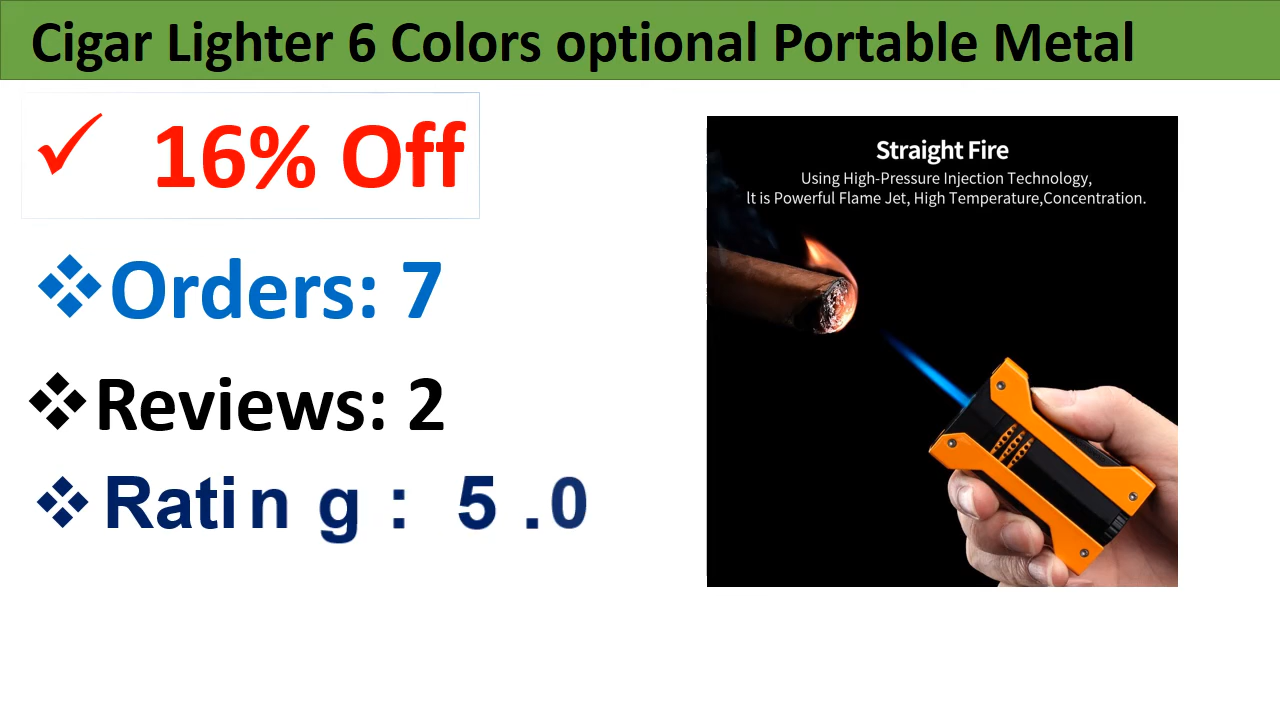 Cigar Lighter 6 Colors optional Portable Metal
16% Off
Orders: 7
Reviews: 2
Rating: 5.0
Straight Fire
Using High-Pressure Injection Technology,
It is Powerful Flame Jet, High Temperature,Concentration.